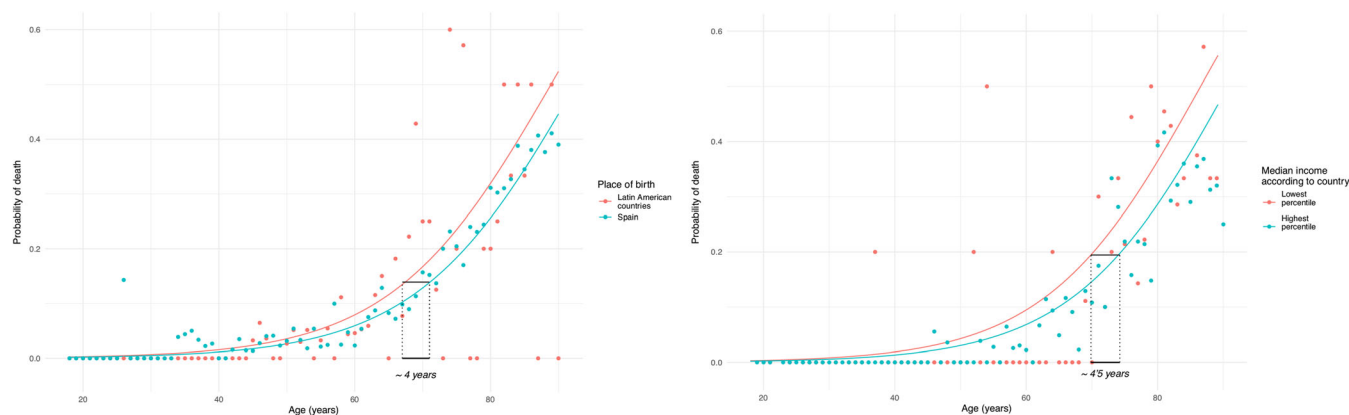 0.6
0.4
0.2
0.0
Probability of death
20
40
60
80
~ 4 years
Age (years)
Place of birth
Latin American
countries
Spain
0.6
0.4
0.2
0.0
Probability of death
20
40
60
80
~ 4'5 years
Age (years)
Median income
according to country
Lowest
percentile
Highest
percentile